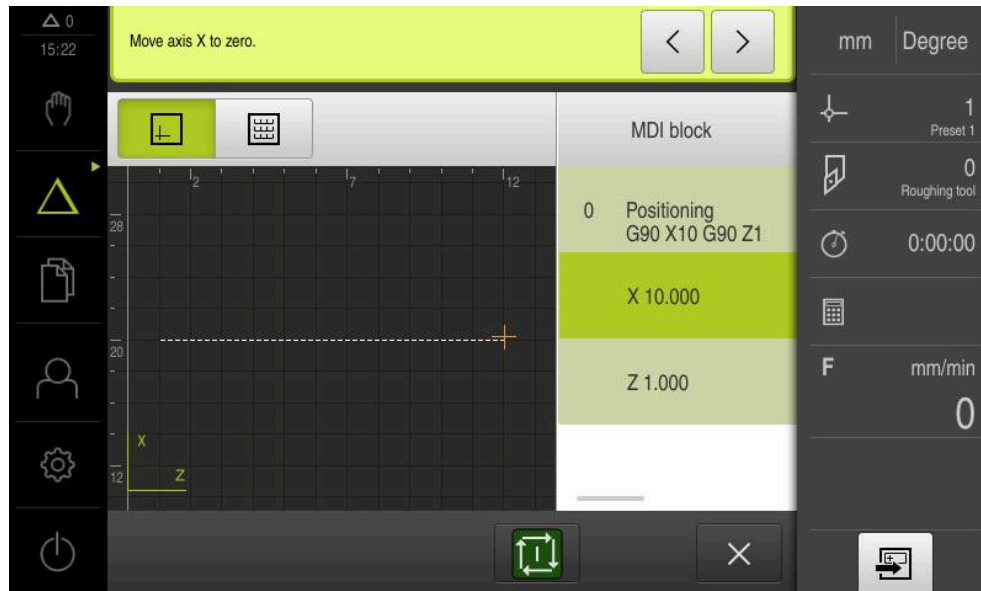 0
15:22
Move axis X to zero.
mm Degree
1
Preset 1
0
Roughing tool
0:00:00
F mm/min
0
MDI block
0 Positioning
G90 X10 G90 Z1
X 10.000
Z 1.000
2 7 12
28
20
12
X
Z
I